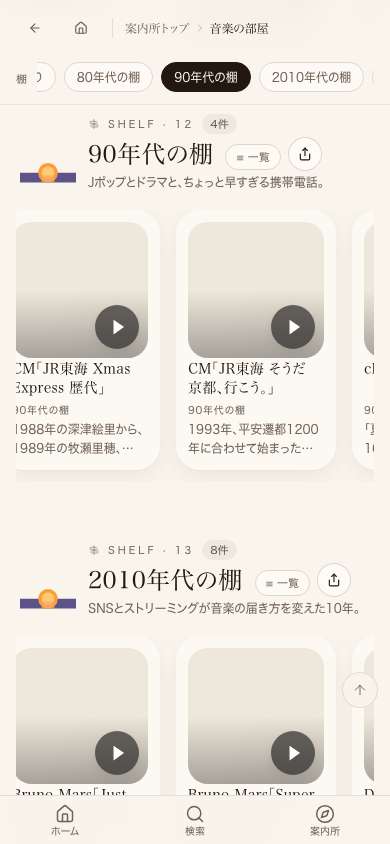 案内所トップ > 音楽の部屋
棚
80年代の棚
90年代の棚
2010年代の棚
SHELF · 12 4件
90年代の棚
≡ 一覧
Jポップとドラマと、ちょっと早すぎる携帯電話。
CM「JR東海 Xmas
Express 歴代」
90年代の棚
1988年の深津絵里から、
1989年の牧瀬里穂、…
CM「JR東海 そうだ
京都、行こう。」
90年代の棚
1993年、平安遷都1200
年に合わせて始まった…
SHELF · 13 8件
2010年代の棚
≡ 一覧
SNSとストリーミングが音楽の届き方を変えた10年。
Bruno Mars「Just
Bruno Mars「Super
ホーム
検索
案内所